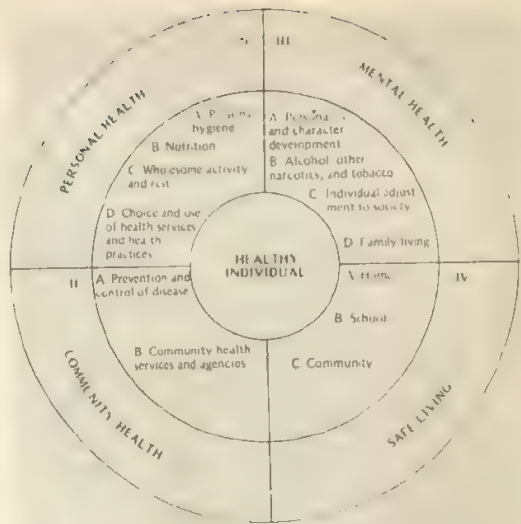 PERSONAL HEALTH
A
hygiene
B Nutrition
C Wholesome activity
and rest
D Choice and use
of health services
and health
practices
III
MENTAL HEALTH
A
and character
development
B Alcohol other
narcotics, and tobacco
C Individual adjust
ment to society
D Family living
HEALTHY
INDIVIDUAL
II
COMMUNITY HEALTH
A Prevention and
control of disease
B Community health
services and agencies
IV
SAFE LIVING
A Home
B School
C Community